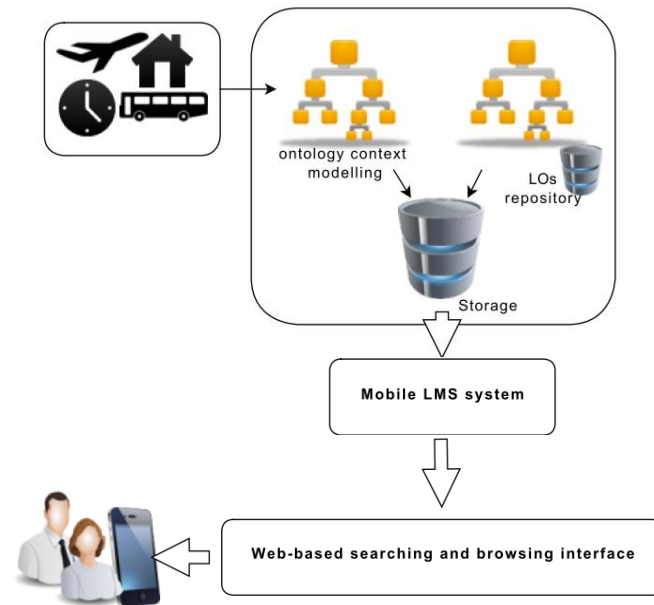 ontology context
modelling
LOs
repository
Storage
Mobile LMS system
Web-based searching and browsing interface